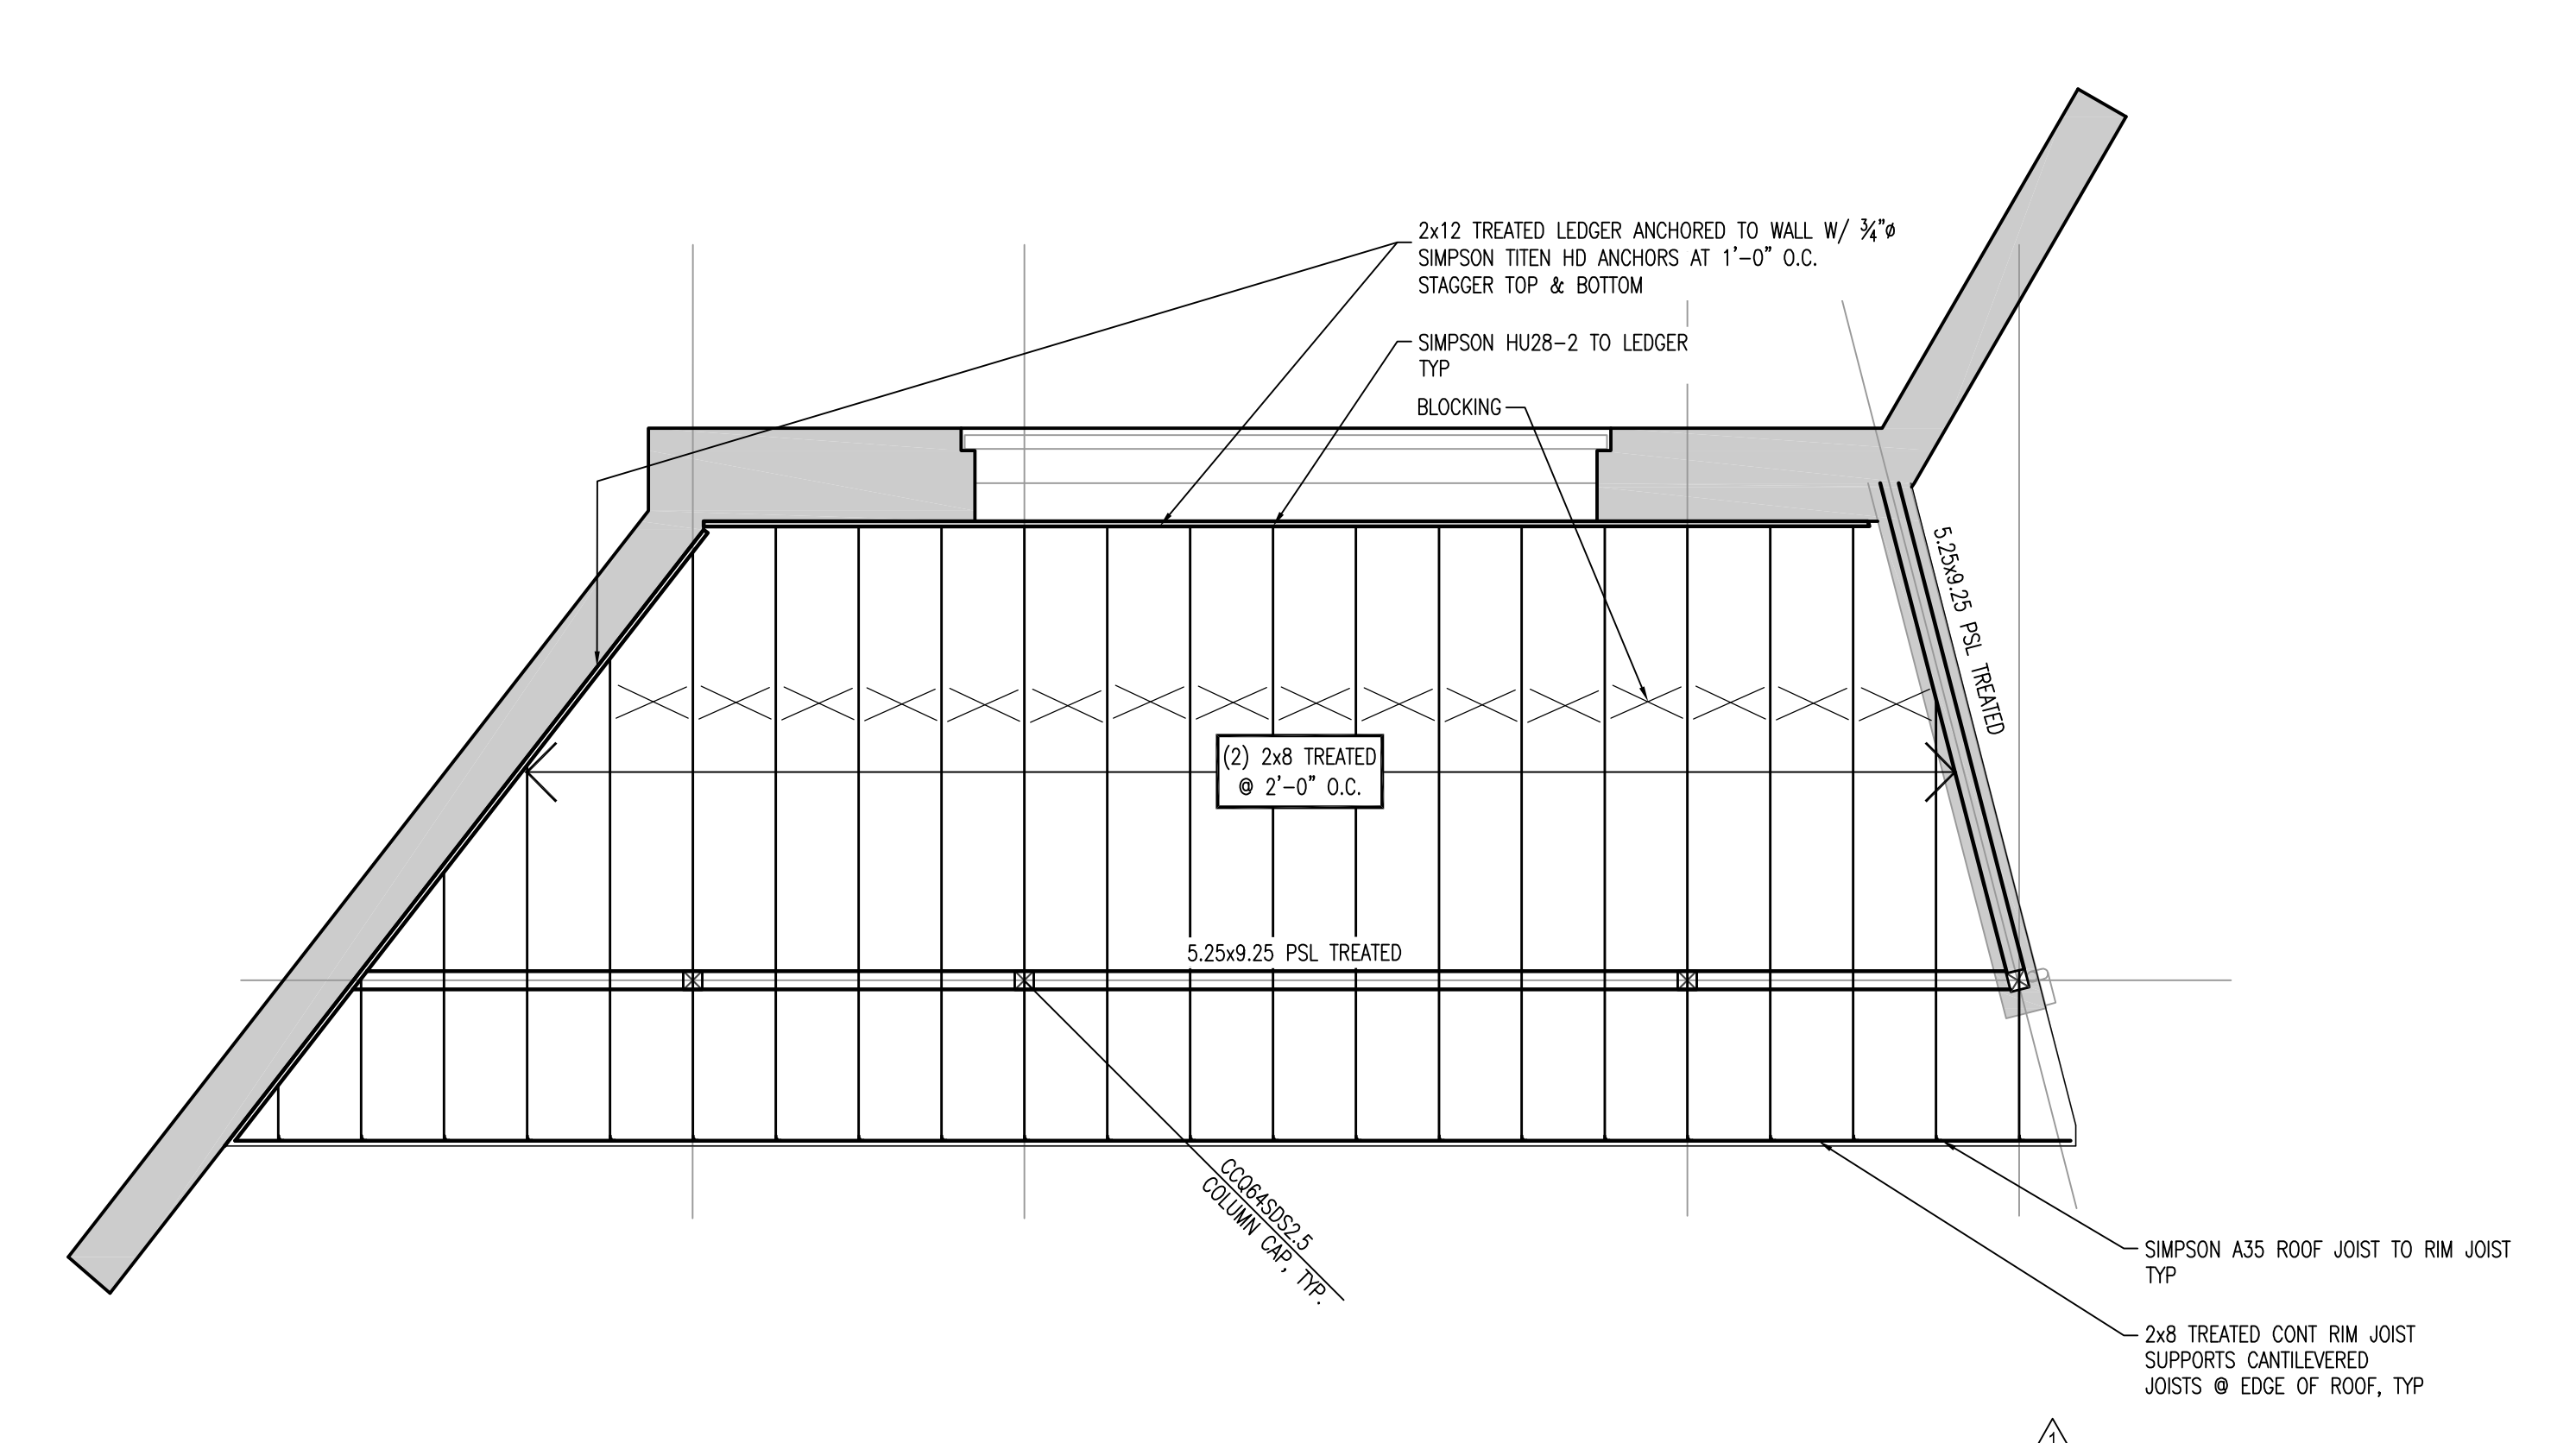 2x12 TREATED LEDGER ANCHORED TO WALL W/ ¾"ø
SIMPSON TITEN HD ANCHORS AT 1'-0" O.C.
STAGGER TOP & BOTTOM
SIMPSON HU28-2 TO LEDGER
TYP
BLOCKING
5.25x9.25 PSL TREATED
(2) 2x8 TREATED
@ 2'-0" O.C.
5.25x9.25 PSL TREATED
CCQ64SDS2.5
COLUMN CAP, TYP.
SIMPSON A35 ROOF JOIST TO RIM JOIST
TYP
2x8 TREATED CONT RIM JOIST
SUPPORTS CANTILEVERED
JOISTS @ EDGE OF ROOF, TYP
1